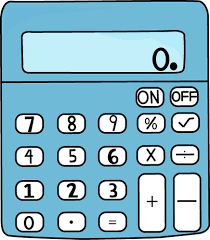 0.
ON OFF
7 8 9 % √
4 5 6 X ÷
1 2 3 + −
0 . =